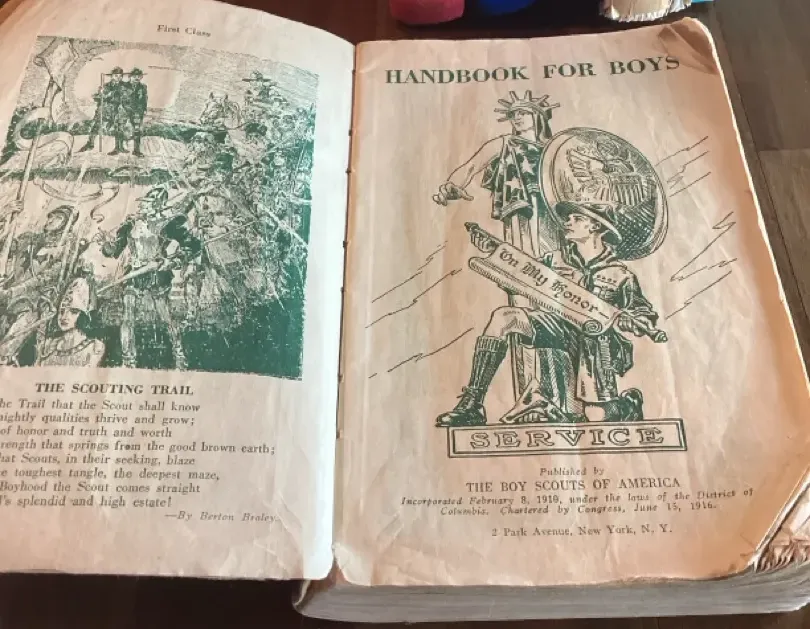 First Class
THE SCOUTING TRAIL
he Trail that the Scout shall know
nightly qualities thrive and grow;
of honor and truth and worth
rength that springs from the good brown earth;
hat Scouts, in their seeking, blaze
e toughest tangle, the deepest maze,
Boyhood the Scout comes straight
's splendid and high estate!
—By Berton Braley.
HANDBOOK FOR BOYS
On My Honor—
SERVICE
Published by
THE BOY SCOUTS OF AMERICA
Incorporated February 8, 1910, under the laws of the District of
Columbia. Chartered by Congress, June 15, 1916.
2 Park Avenue, New York, N. Y.